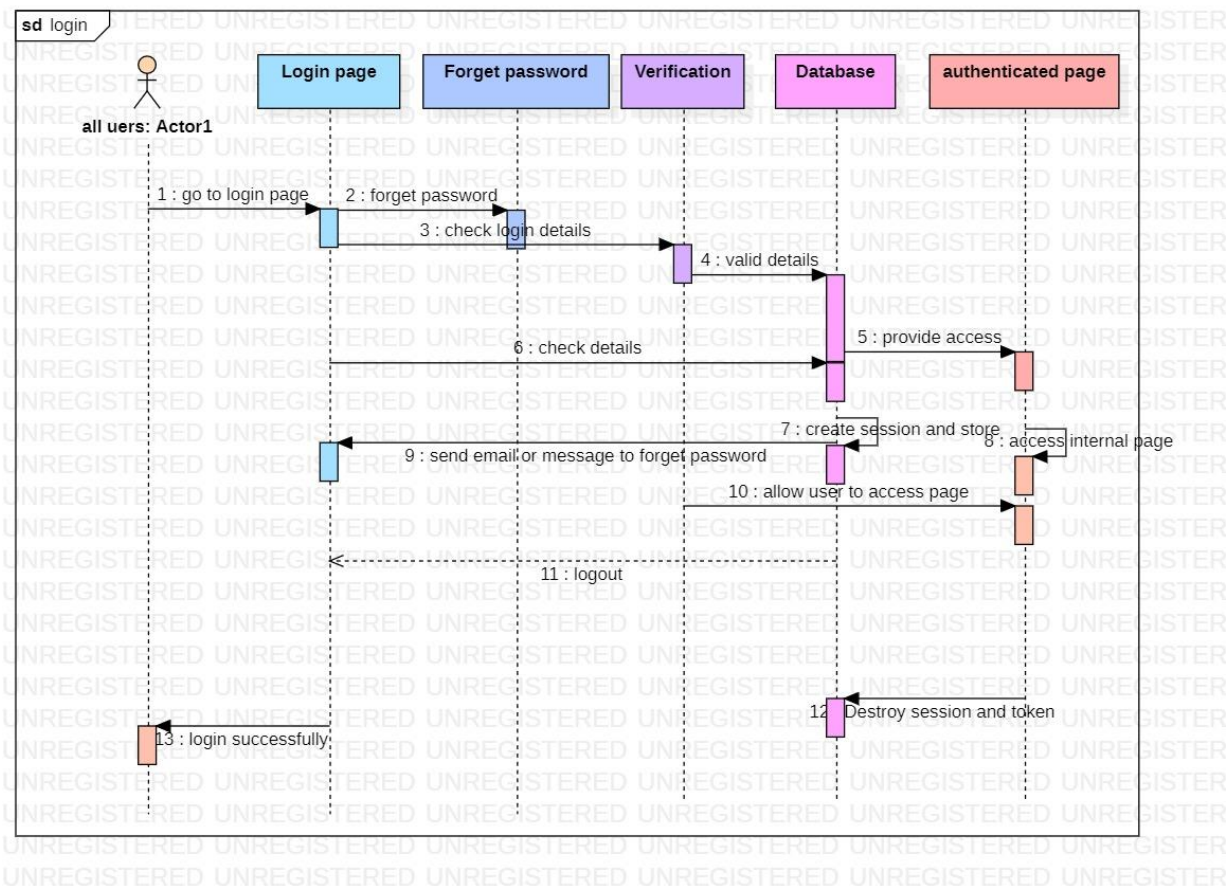 sd login
Login page
Forget password
Verification
Database
authenticated page
all uers: Actor1
1 : go to login page
2 : forget password
3 : check login details
4 : valid details
5 : provide access
6 : check details
7 : create session and store
8 : access internal page
9 : send email or message to forget password
10 : allow user to access page
11 : logout
12 : Destroy session and token
13 : login successfully
UNREGISTERED